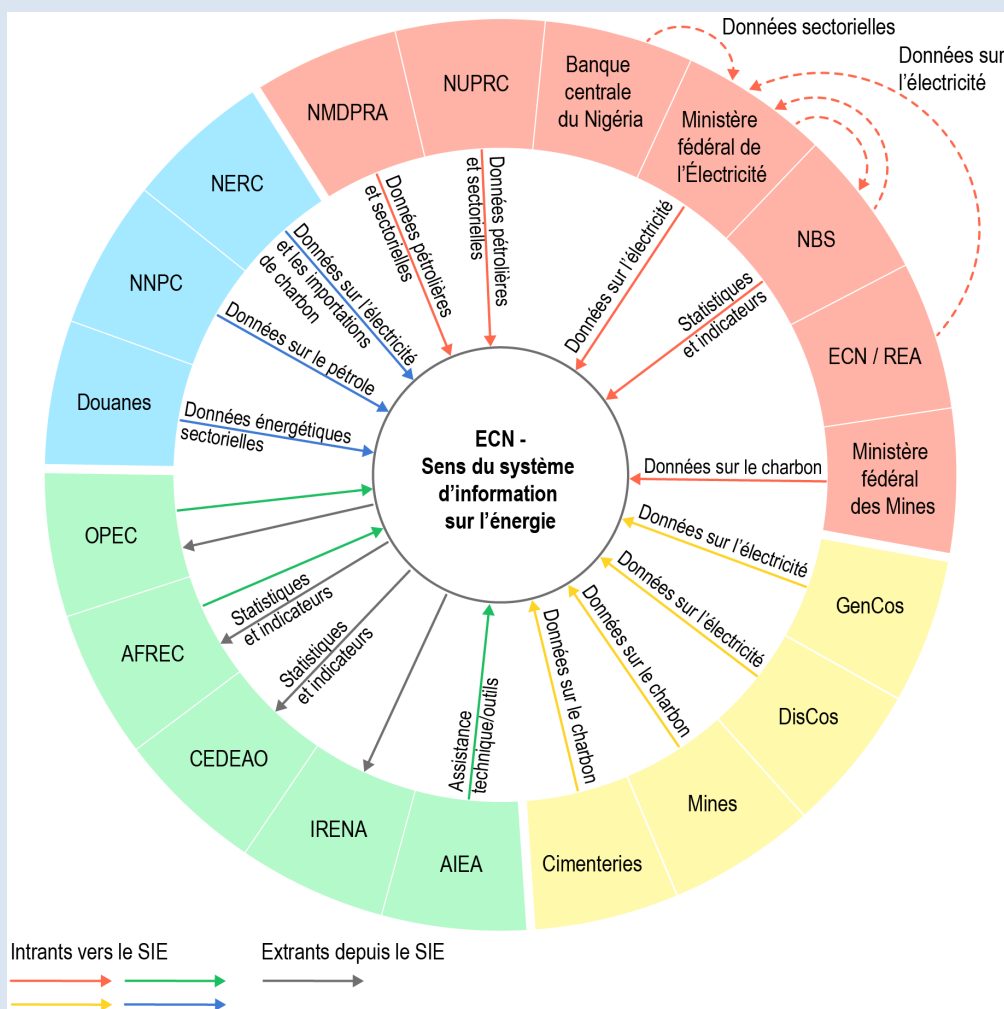 Données sectorielles
Données sur
l'électricité
NMDPRA
NUPRC
Banque
centrale
du Nigéria
Ministère
fédéral de
l'Électricité
NBS
ECN / REA
Ministère
fédéral
des Mines
GenCos
DisCos
Mines
Cimenteries
AIEA
IRENA
CEDEAO
AFREC
OPEC
Douanes
NNPC
NERC
Données pétrolières
et sectorielles
Données pétrolières
et sectorielles
Données sur l'électricité
Statistiques
et indicateurs
Données sur le charbon
Données sur l'électricité
Données sur l'électricité
Données sur le charbon
Données sur le charbon
Assistance
technique/outils
Statistiques
et indicateurs
Statistiques
et indicateurs
Données énergétiques
sectorielles
Données sur le pétrole
Données sur l'électricité
et les importations
de charbon
ECN -
Sens du système
d'information
sur l'énergie
Intrants vers le SIE
Extrants depuis le SIE